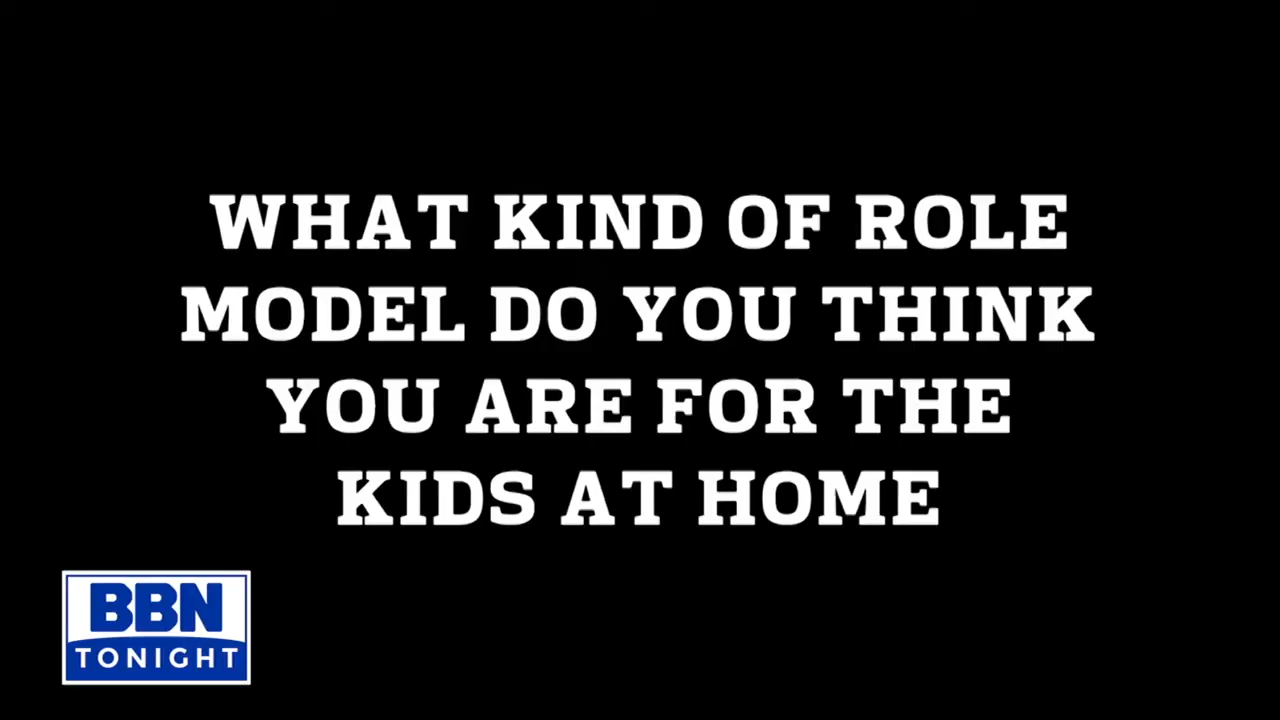 WHAT KIND OF ROLE
MODEL DO YOU THINK
YOU ARE FOR THE
KIDS AT HOME
BBN
TONIGHT